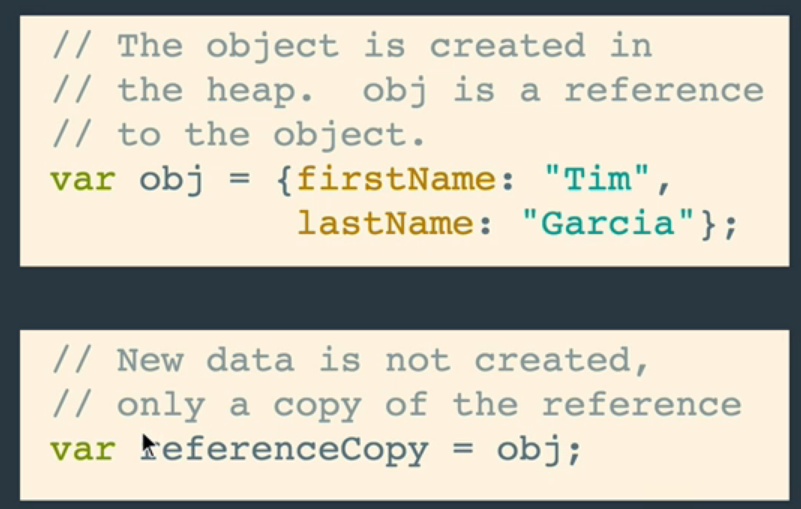 // The object is created in
// the heap.  obj is a reference
// to the object.
var obj = {firstName: "Tim",
           lastName: "Garcia"};
// New data is not created,
// only a copy of the reference
var referenceCopy = obj;